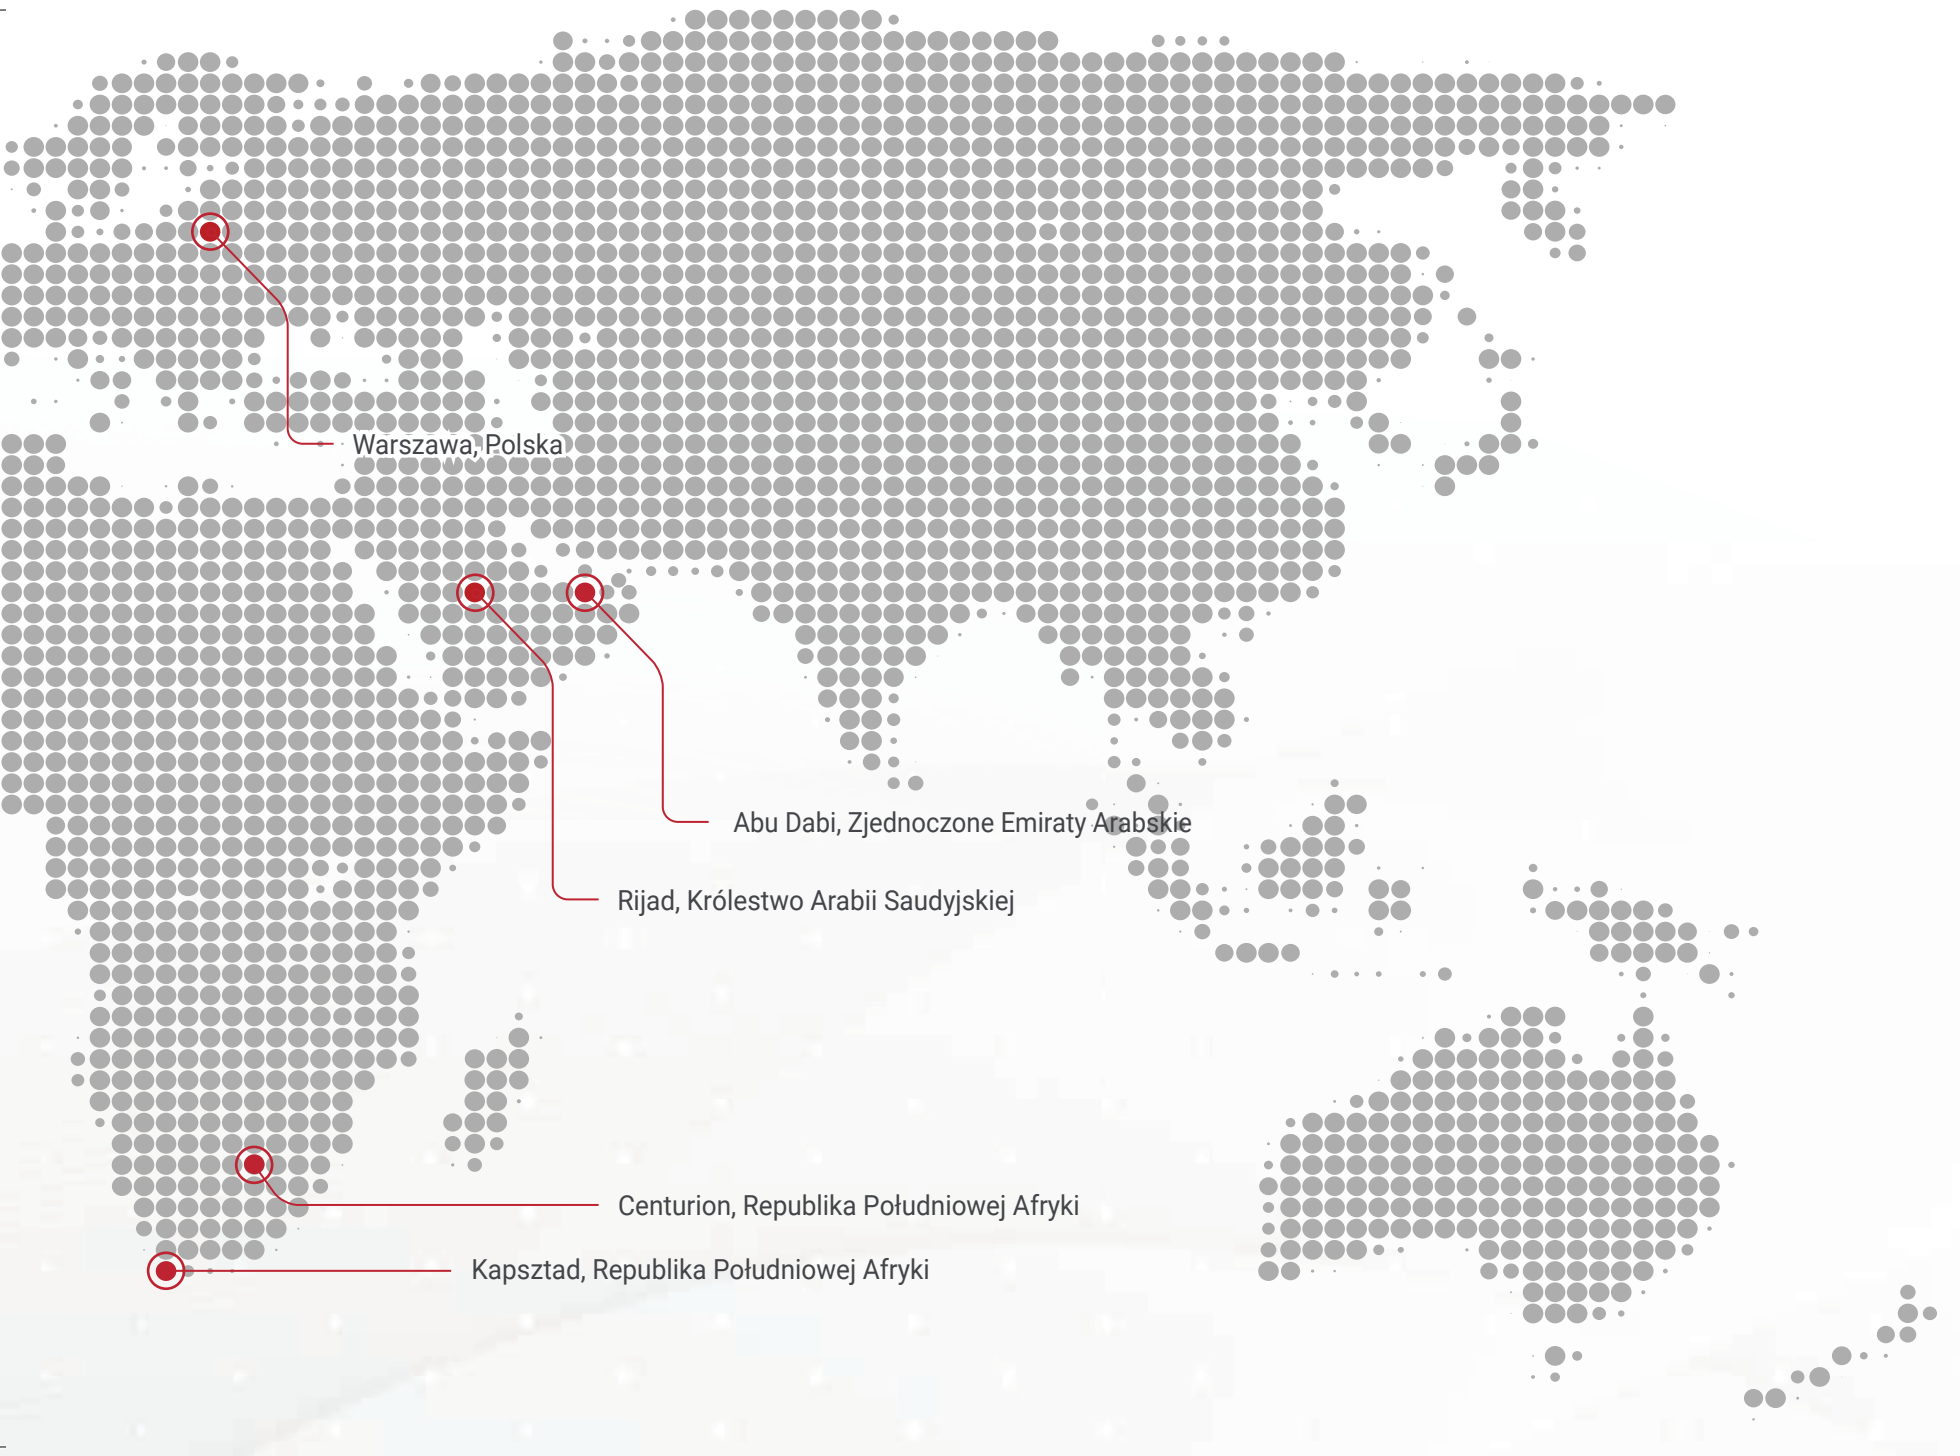 Warszawa, Polska
Abu Dabi, Zjednoczone Emiraty Arabskie
Rijad, Królestwo Arabii Saudyjskiej
Centurion, Republika Południowej Afryki
Kapsztad, Republika Południowej Afryki